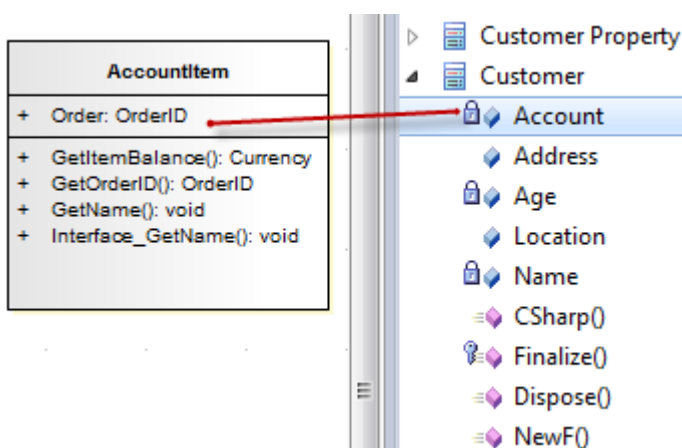 AccountItem
+ Order: OrderID
+ GetItemBalance(): Currency
+ GetOrderID(): OrderID
+ GetName(): void
+ Interface_GetName(): void
Customer Property
Customer
Account
Address
Age
Location
Name
CSharp()
Finalize()
Dispose()
NewF()